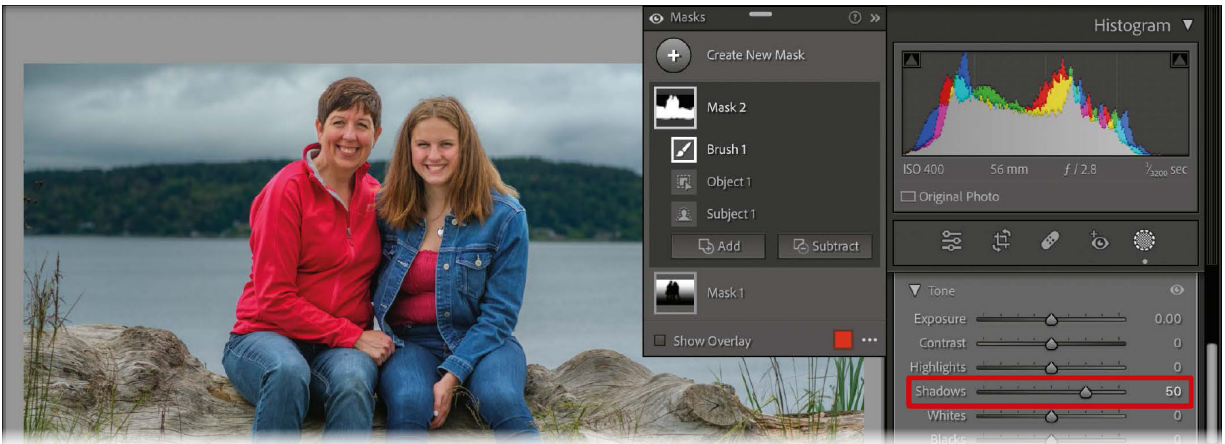 Masks
Create New Mask
Mask 2
Brush 1
Object 1
Subject 1
Add Subtract
Mask 1
Show Overlay
Histogram
ISO 400 56 mm ƒ / 2.8 1/3200 sec
Original Photo
Tone
Exposure 0.00
Contrast 0
Highlights 0
Shadows 50
Whites 0
Blacks